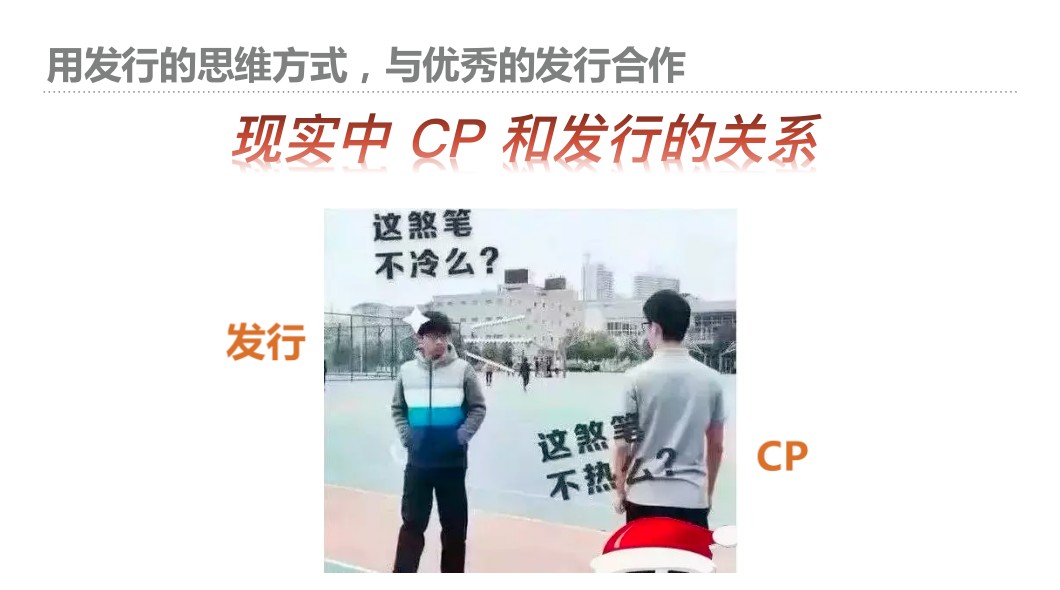 用发行的思维方式，与优秀的发行合作
现实中 CP 和发行的关系
这煞笔
不冷么？
发行
这煞笔
不热么？
CP